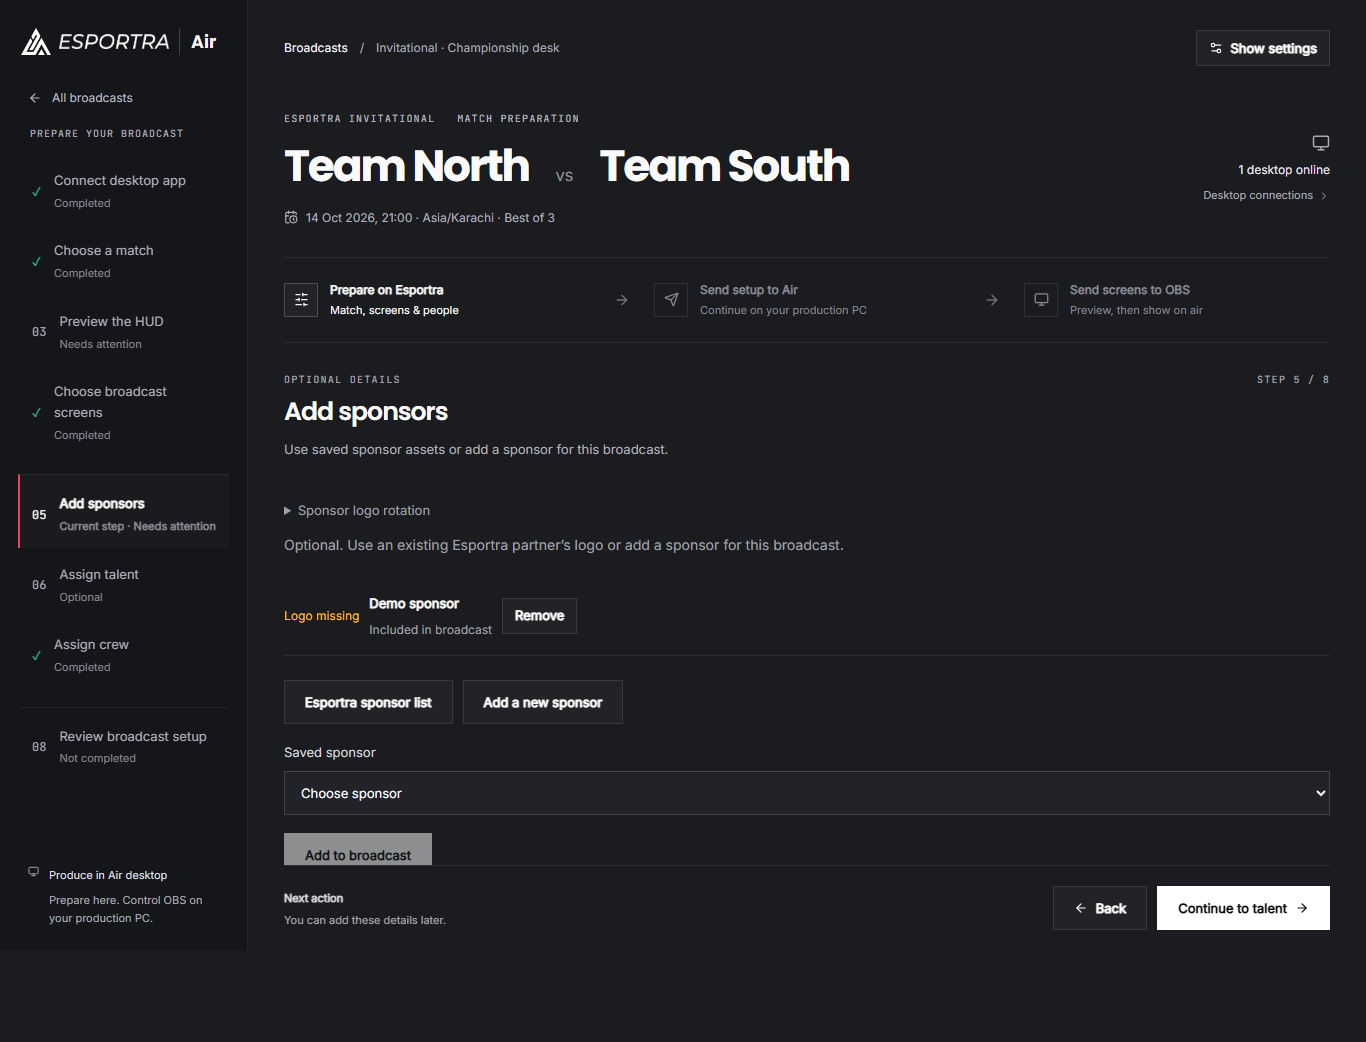 ESPORTRA Air
All broadcasts
PREPARE YOUR BROADCAST
Connect desktop app
Completed
Choose a match
Completed
03 Preview the HUD
Needs attention
Choose broadcast
screens
Completed
05 Add sponsors
Current step · Needs attention
06 Assign talent
Optional
Assign crew
Completed
08 Review broadcast setup
Not completed
Produce in Air desktop
Prepare here. Control OBS on
your production PC.
Broadcasts / Invitational · Championship desk
Show settings
ESPORTRA INVITATIONAL MATCH PREPARATION
Team North vs Team South
14 Oct 2026, 21:00 · Asia/Karachi · Best of 3
1 desktop online
Desktop connections
Prepare on Esportra
Match, screens & people
Send setup to Air
Continue on your production PC
Send screens to OBS
Preview, then show on air
OPTIONAL DETAILS
STEP 5 / 8
Add sponsors
Use saved sponsor assets or add a sponsor for this broadcast.
Sponsor logo rotation
Optional. Use an existing Esportra partner’s logo or add a sponsor for this broadcast.
Logo missing
Demo sponsor
Included in broadcast
Remove
Esportra sponsor list
Add a new sponsor
Saved sponsor
Choose sponsor
Add to broadcast
Next action
You can add these details later.
Back
Continue to talent